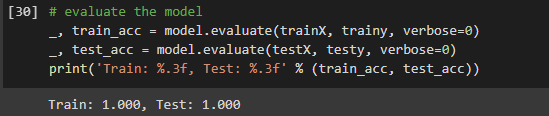 [30] # evaluate the model
_, train_acc = model.evaluate(trainX, trainy, verbose=0)
_, test_acc = model.evaluate(testX, testy, verbose=0)
print('Train: %.3f, Test: %.3f' % (train_acc, test_acc))
Train: 1.000, Test: 1.000